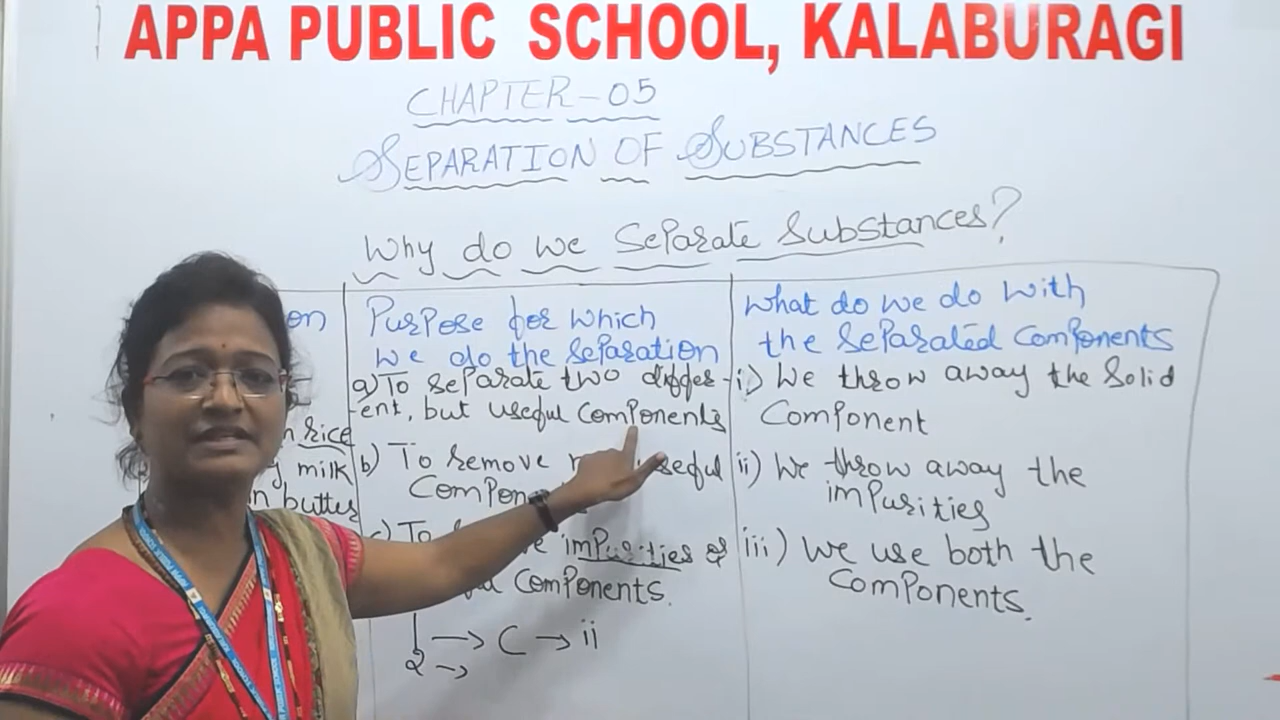 APPA PUBLIC SCHOOL, KALABURAGI
CHAPTER-05
SEPARATION OF SUBSTANCES
Why do we Separate Substances?
on
rice
milk
butter
Purpose for which
we do the separation
a) To separate two differ-
ent, but useful components
b) To remove useful
Compon
c) To impurities or
Components.
1 → C → ii
2 →
What do we do with
the separated components
i) We throw away the Solid
Component
ii) We throw away the
impurities
iii) We use both the
Components.